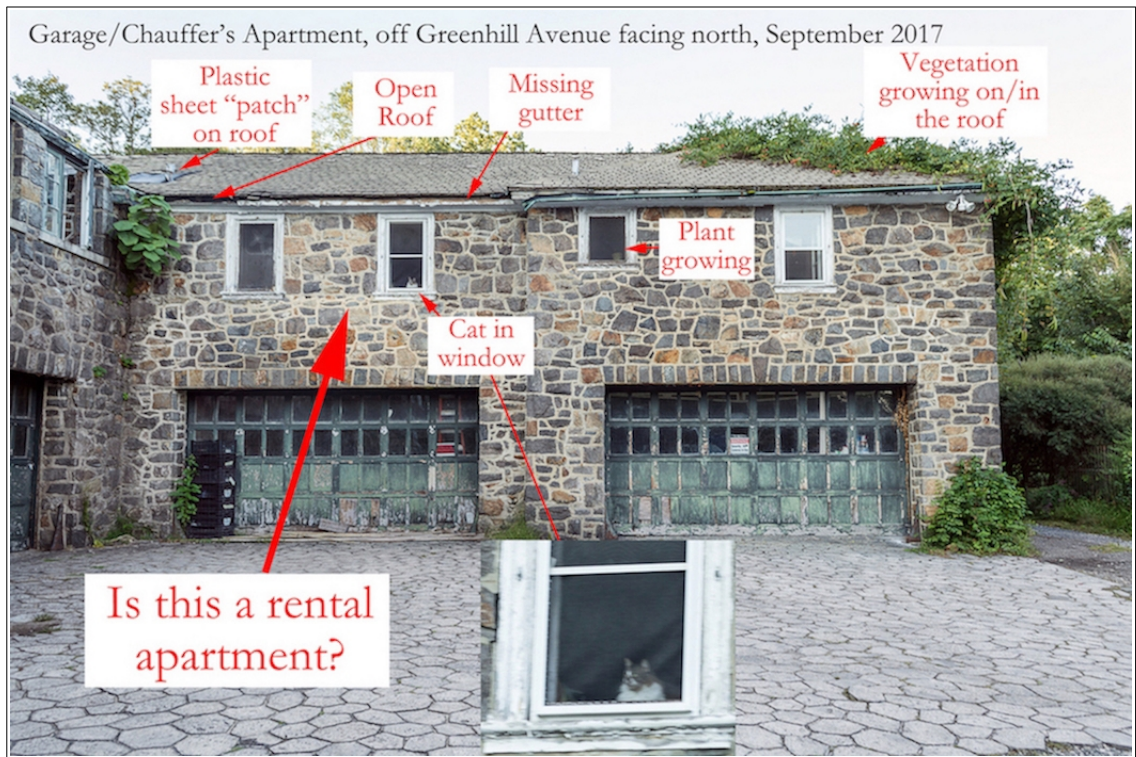 Garage/Chauffer's Apartment, off Greenhill Avenue facing north, September 2017
Plastic
sheet “patch”
on roof
Open
Roof
Missing
gutter
Vegetation
growing on/in
the roof
Plant
growing
Cat in
window
Is this a rental
apartment?